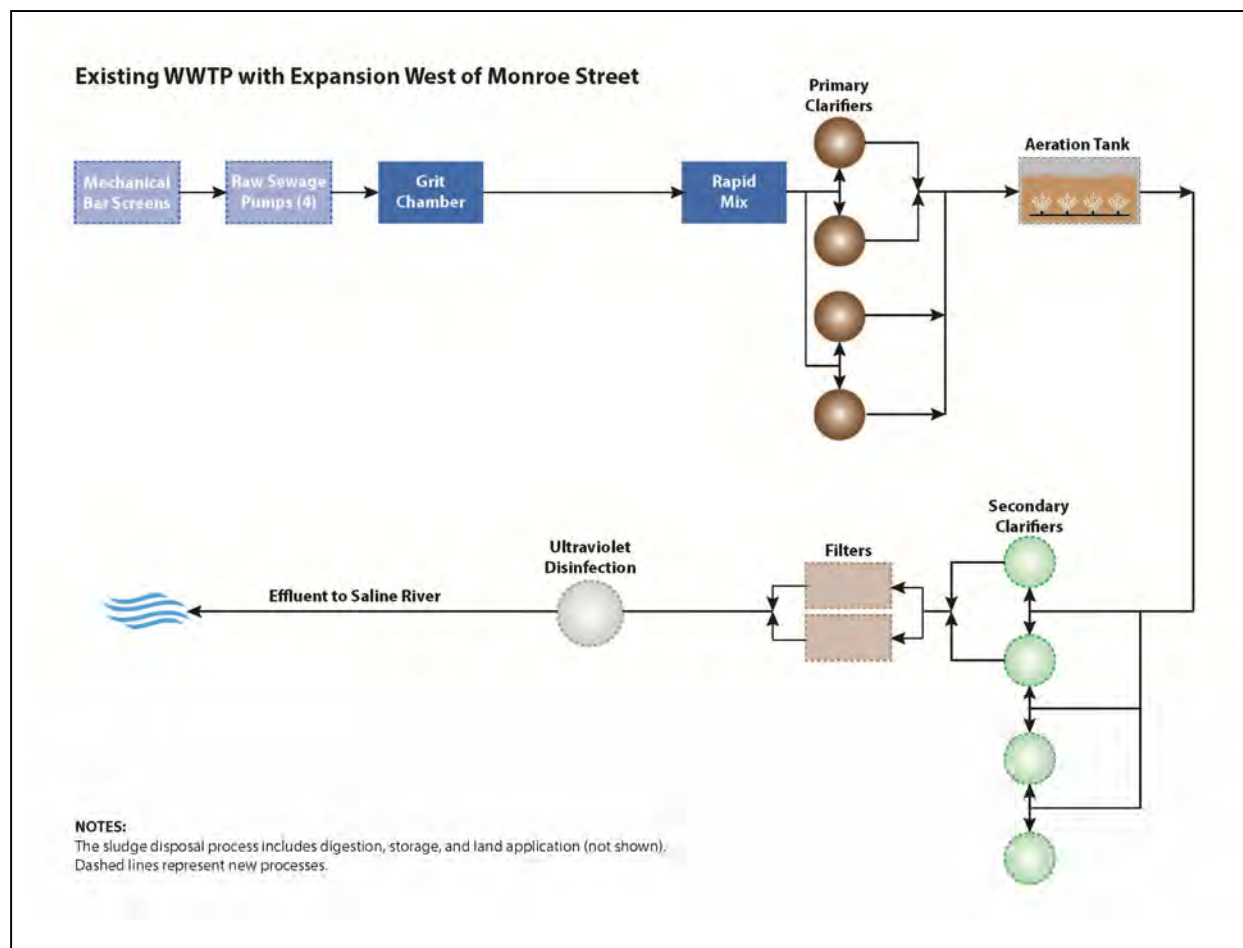 Existing WWTP with Expansion West of Monroe Street
Primary
Clarifiers
Aeration Tank
Mechanical
Bar Screens
Raw Sewage
Pumps (4)
Grit
Chamber
Rapid
Mix
Secondary
Clarifiers
Filters
Ultraviolet
Disinfection
Effluent to Saline River
NOTES:
The sludge disposal process includes digestion, storage, and land application (not shown).
Dashed lines represent new processes.